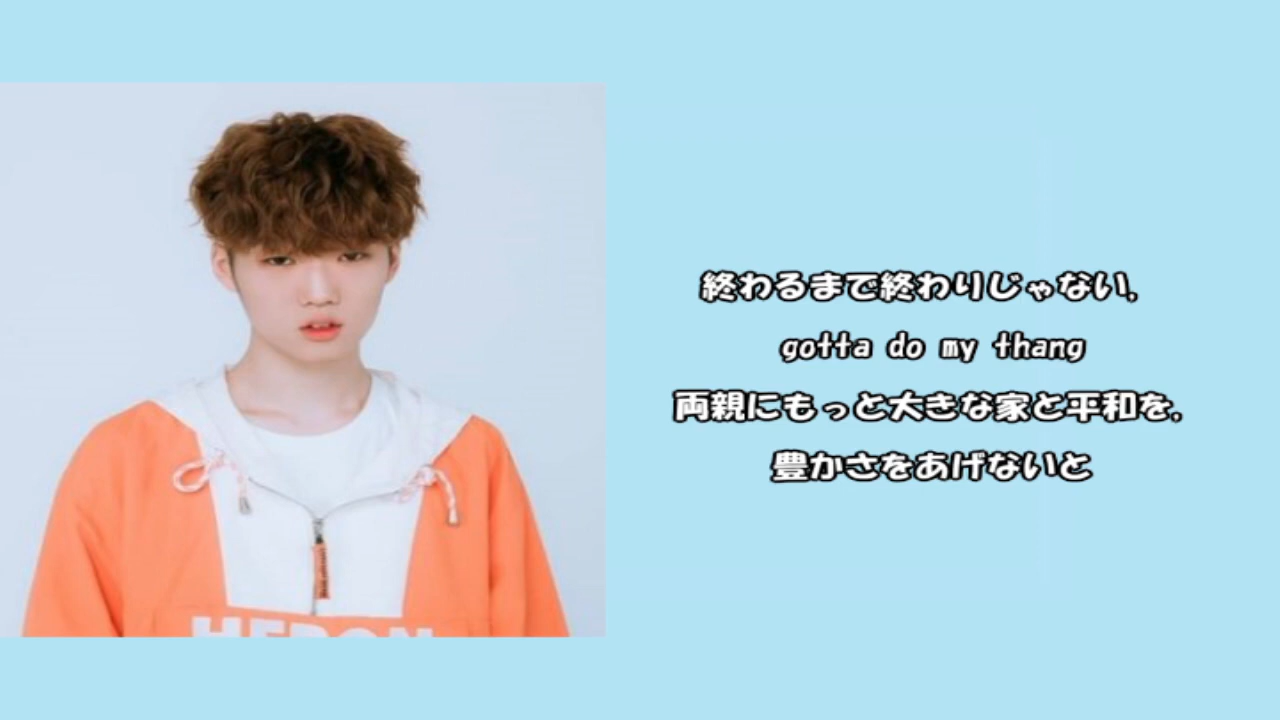 終わるまで終わりじゃない,
gotta do my thang
両親にもっと大きな家と平和を,
豊かさをあげないと